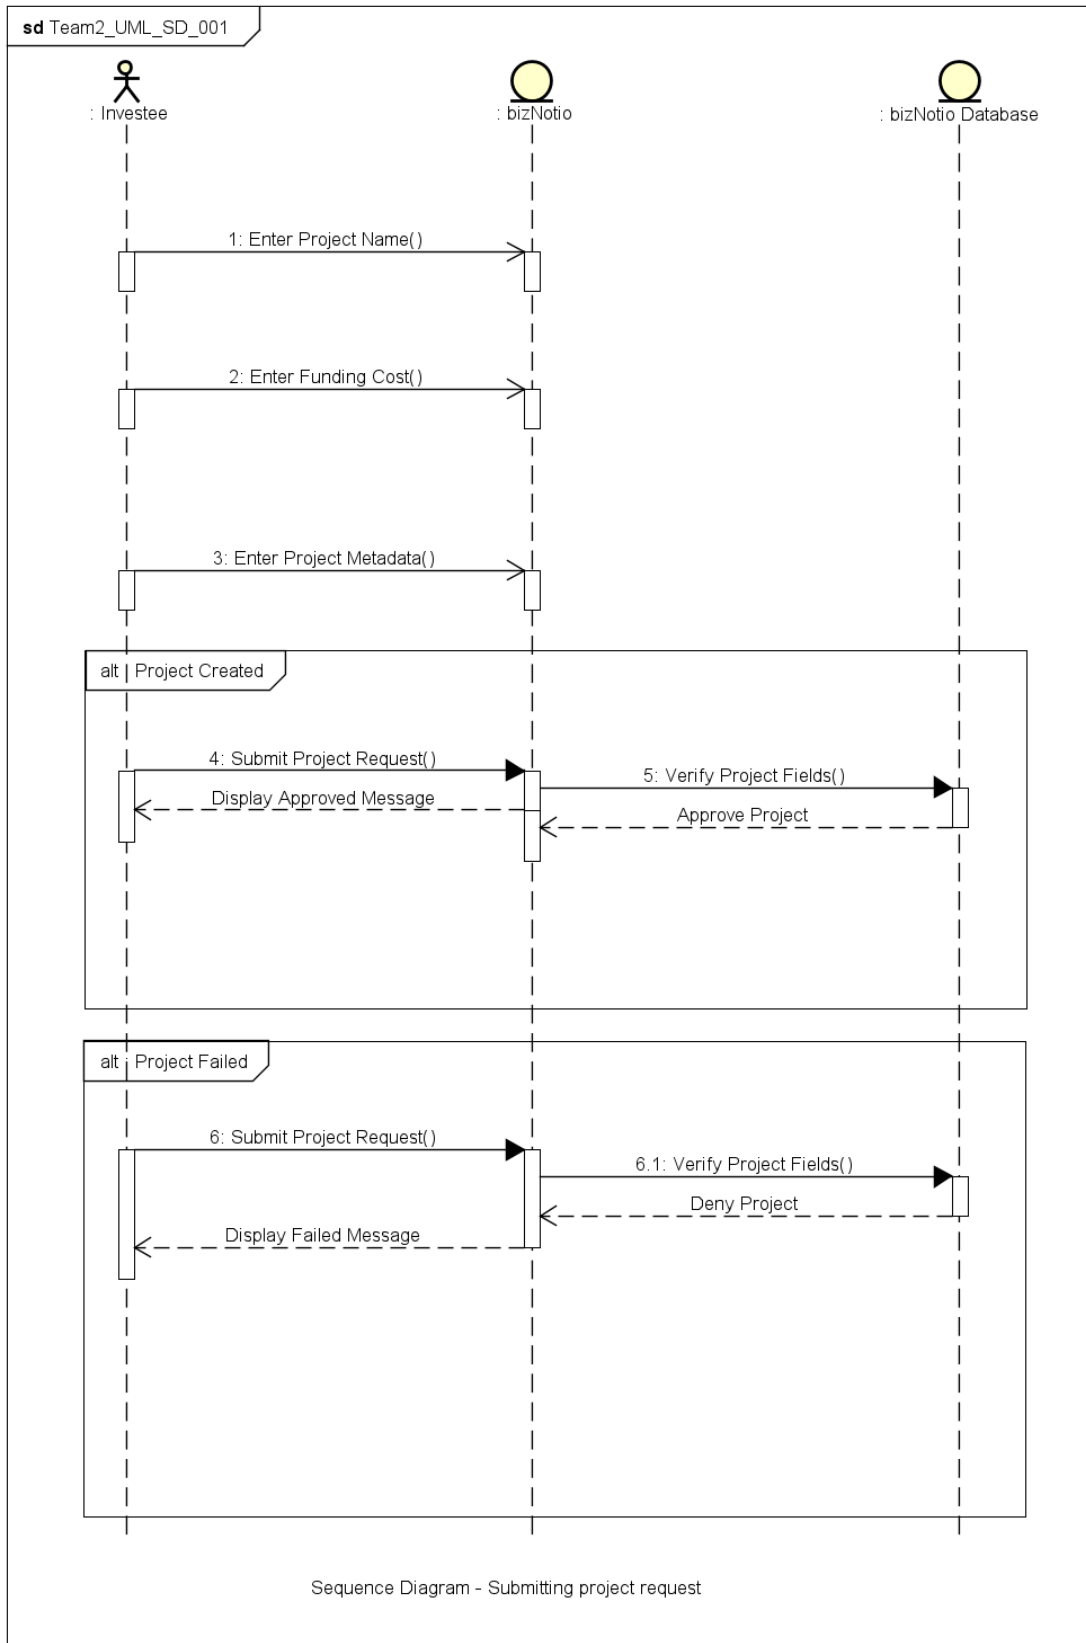 sd Team2_UML_SD_001
: Investee
: bizNotio
: bizNotio Database
1: Enter Project Name()
2: Enter Funding Cost()
3: Enter Project Metadata()
alt Project Created
4: Submit Project Request()
5: Verify Project Fields()
Display Approved Message
Approve Project
alt Project Failed
6: Submit Project Request()
6.1: Verify Project Fields()
Deny Project
Display Failed Message
Sequence Diagram - Submitting project request